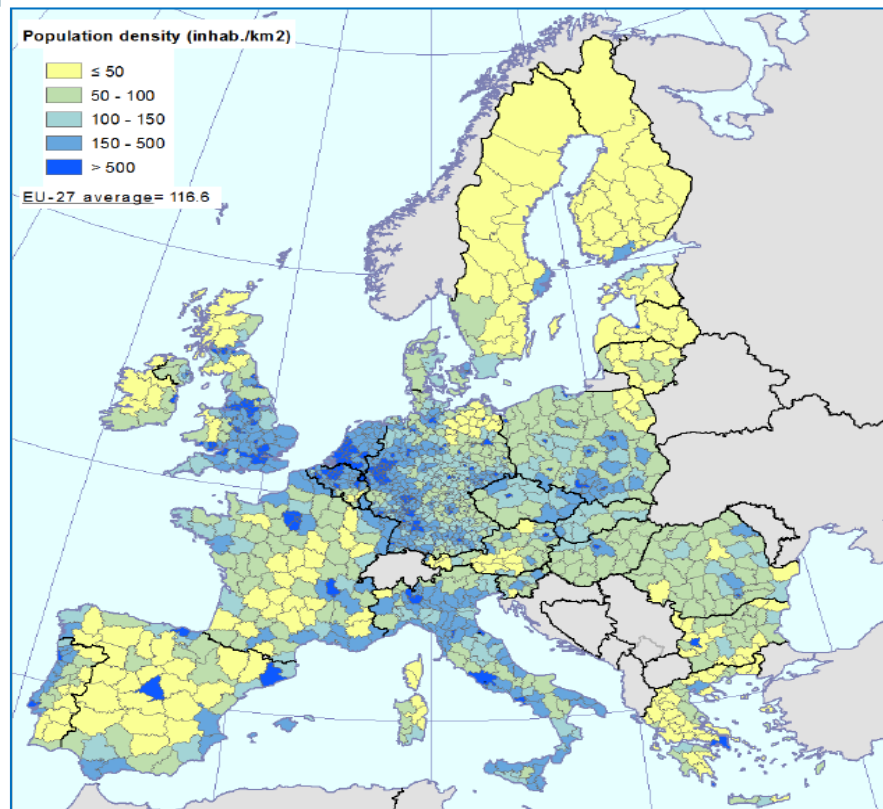 Population density (inhab./km2)
≤ 50
50 - 100
100 - 150
150 - 500
> 500
EU-27 average= 116.6